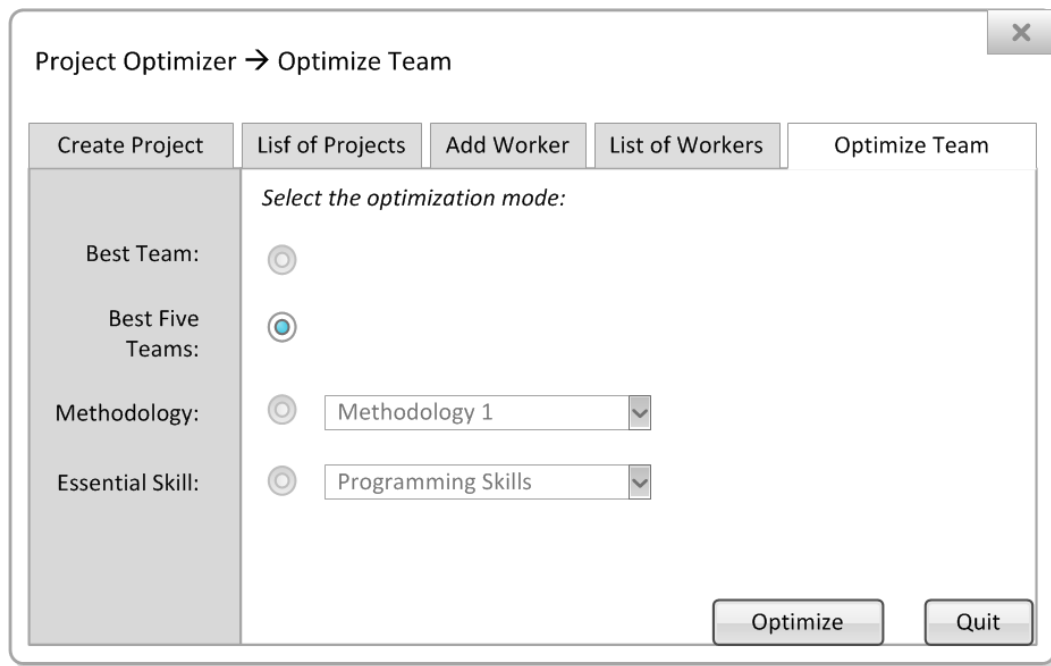 Project Optimizer → Optimize Team
Create Project
Lisf of Projects
Add Worker
List of Workers
Optimize Team
Select the optimization mode:
Best Team:
Best Five
Teams:
Methodology:
Methodology 1
Essential Skill:
Programming Skills
Optimize
Quit